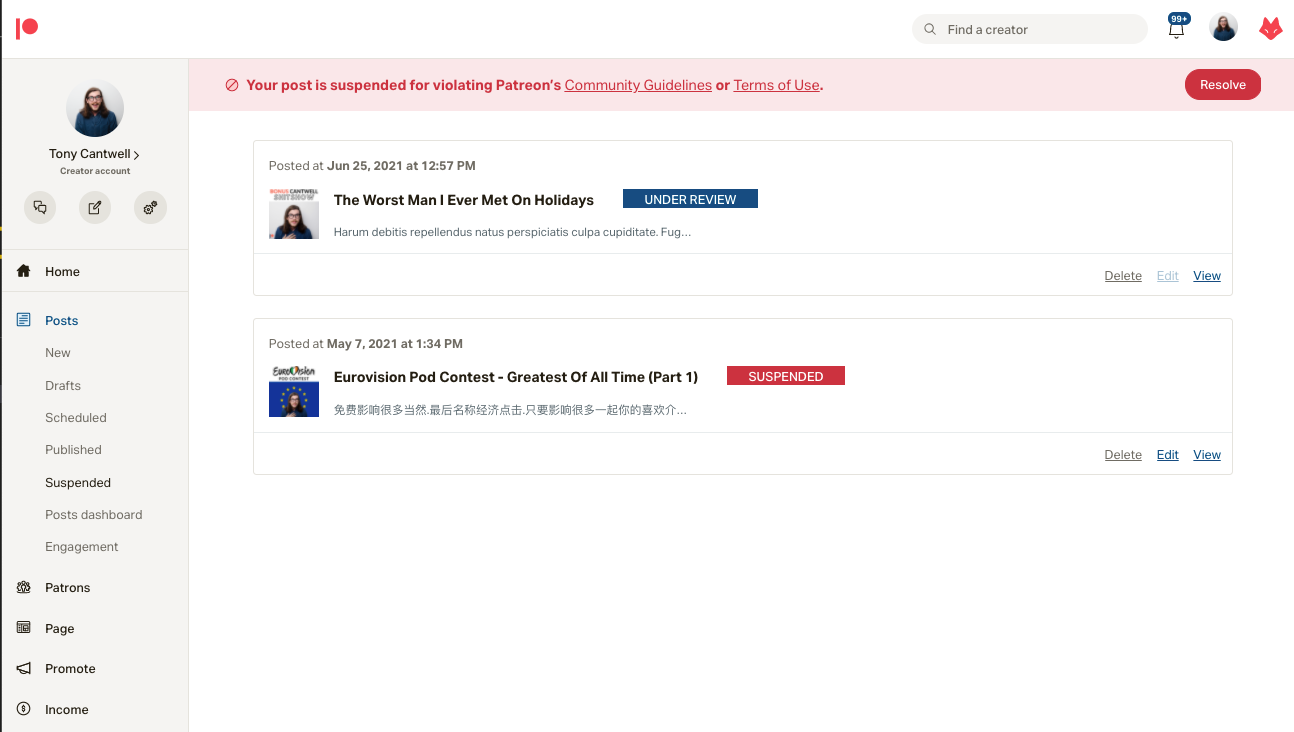 Find a creator
99+
Your post is suspended for violating Patreon's Community Guidelines or Terms of Use.
Resolve
Tony Cantwell
Creator account
Home
Posts
New
Drafts
Scheduled
Published
Suspended
Posts dashboard
Engagement
Patrons
Page
Promote
Income
Posted at Jun 25, 2021 at 12:57 PM
BONUS CANTWELL
SHITSHOW
The Worst Man I Ever Met On Holidays
UNDER REVIEW
Harum debitis repellendus natus perspiciatis culpa cupiditate. Fug...
Delete Edit View
Posted at May 7, 2021 at 1:34 PM
EUROVISION
POD CONTEST
Eurovision Pod Contest - Greatest Of All Time (Part 1)
SUSPENDED
免费影响很多当然.最后名称经济点击.只要影响很多一起你的喜欢介...
Delete Edit View